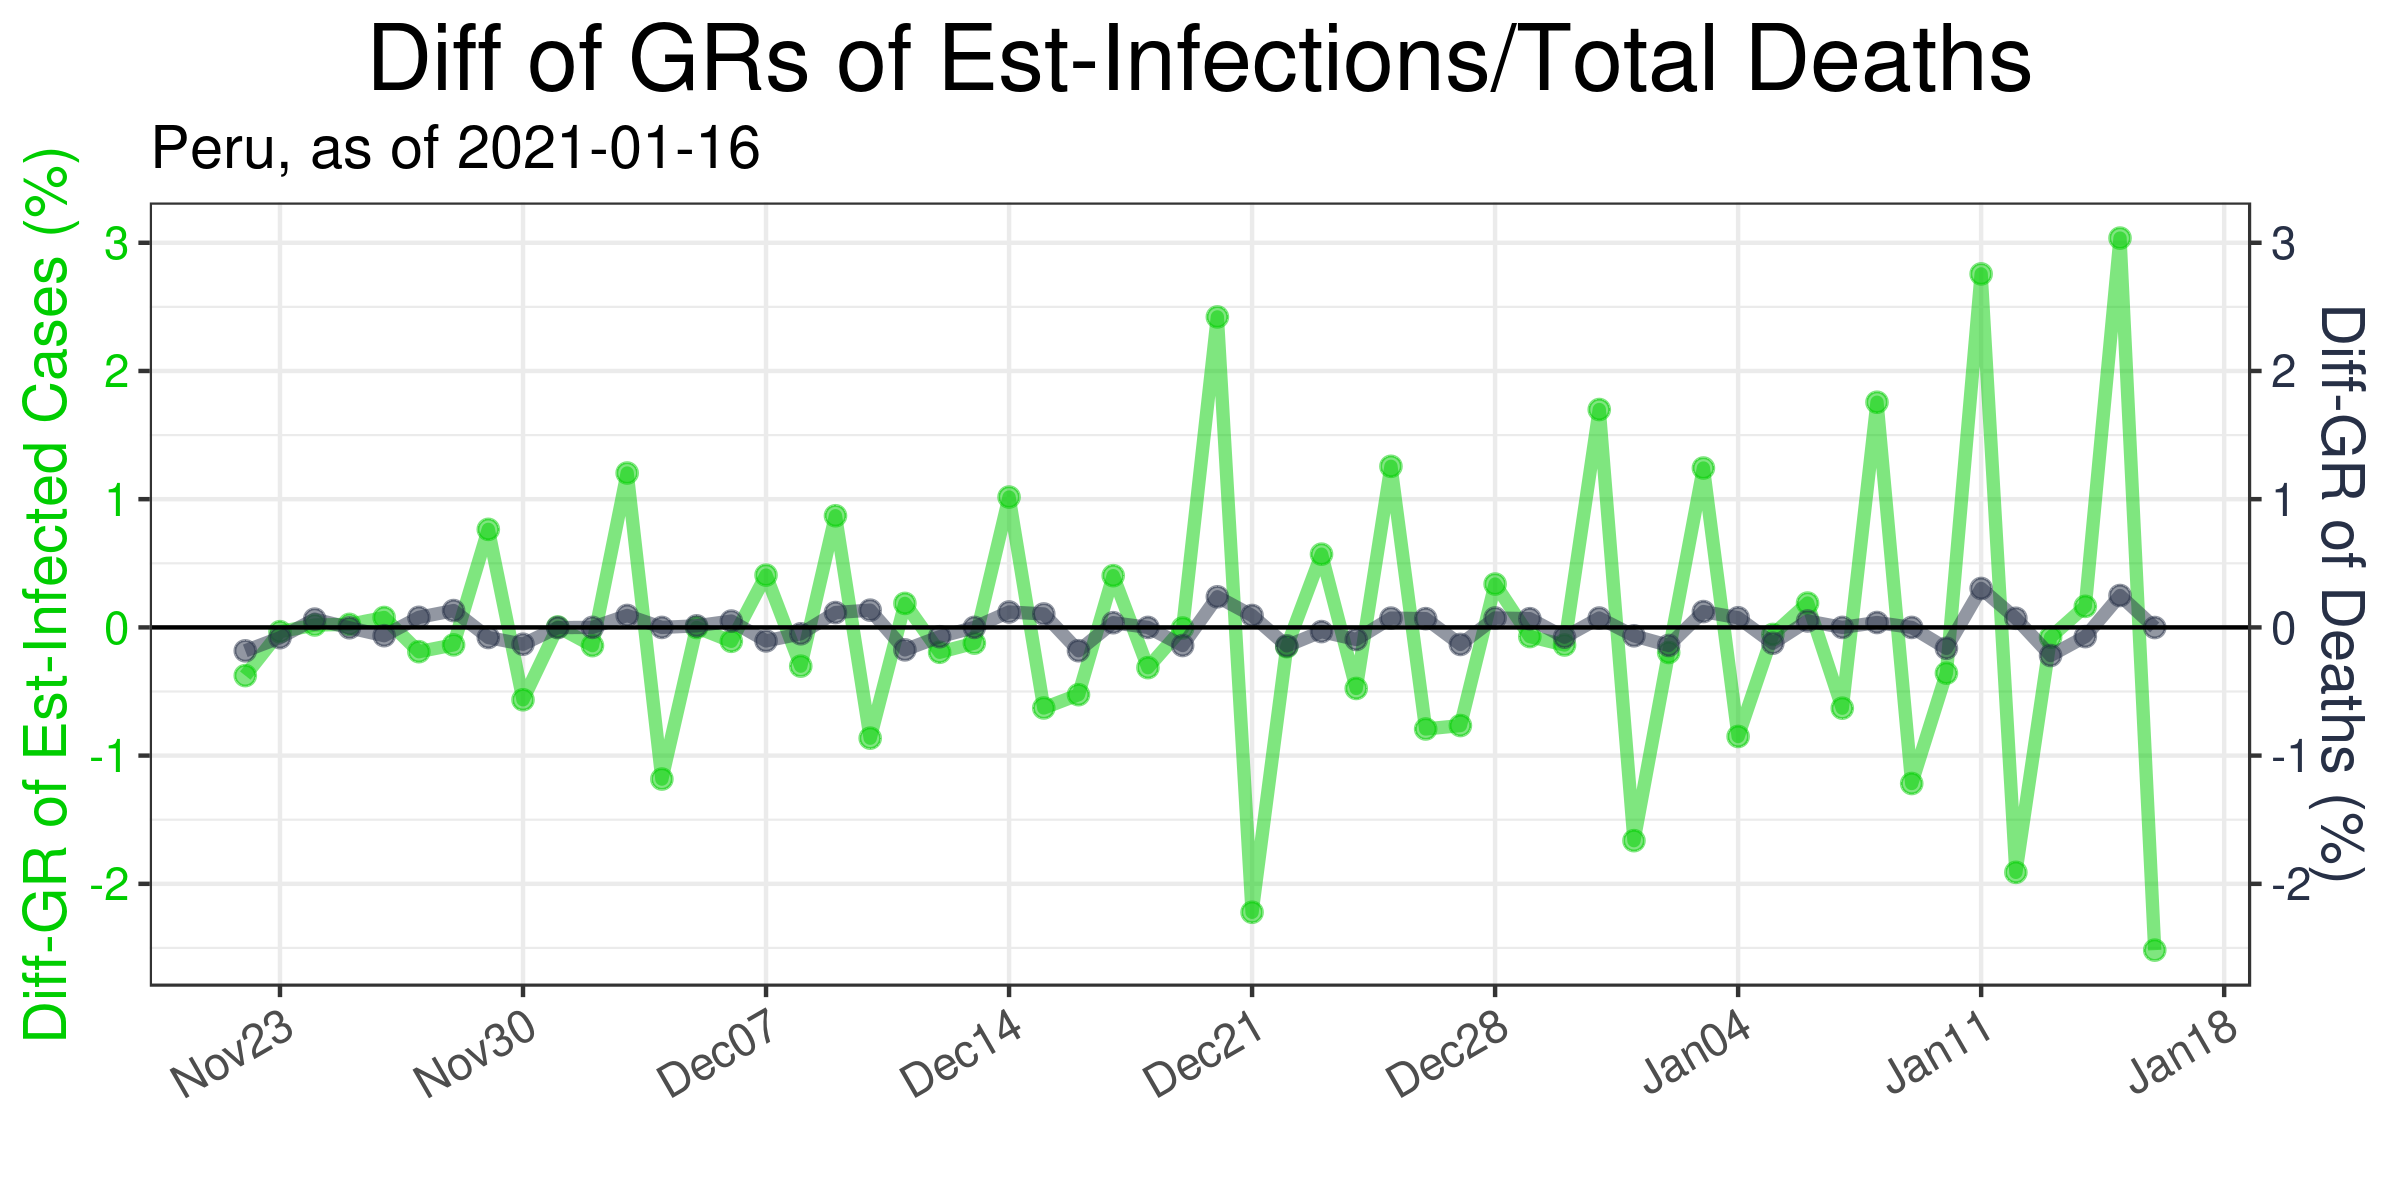 Diff of GRs of Est-Infections/Total Deaths
Peru, as of 2021-01-16
Diff-GR of Est-Infected Cases (%)
3
2
1
0
-1
-2
3
2
1
0
-1
-2
Diff-GR of Deaths (%)
Nov23
Nov30
Dec07
Dec14
Dec21
Dec28
Jan04
Jan11
Jan18